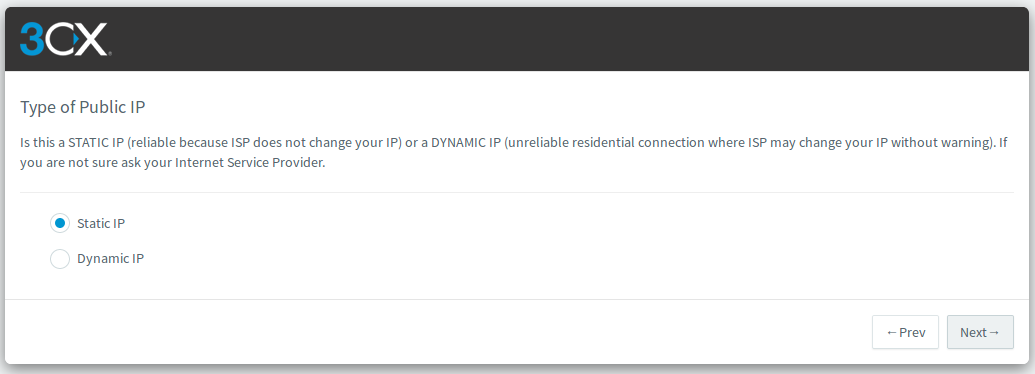 3CX
Type of Public IP
Is this a STATIC IP (reliable because ISP does not change your IP) or a DYNAMIC IP (unreliable residential connection where ISP may change your IP without warning). If
you are not sure ask your Internet Service Provider.
Static IP
Dynamic IP
←Prev
Next→